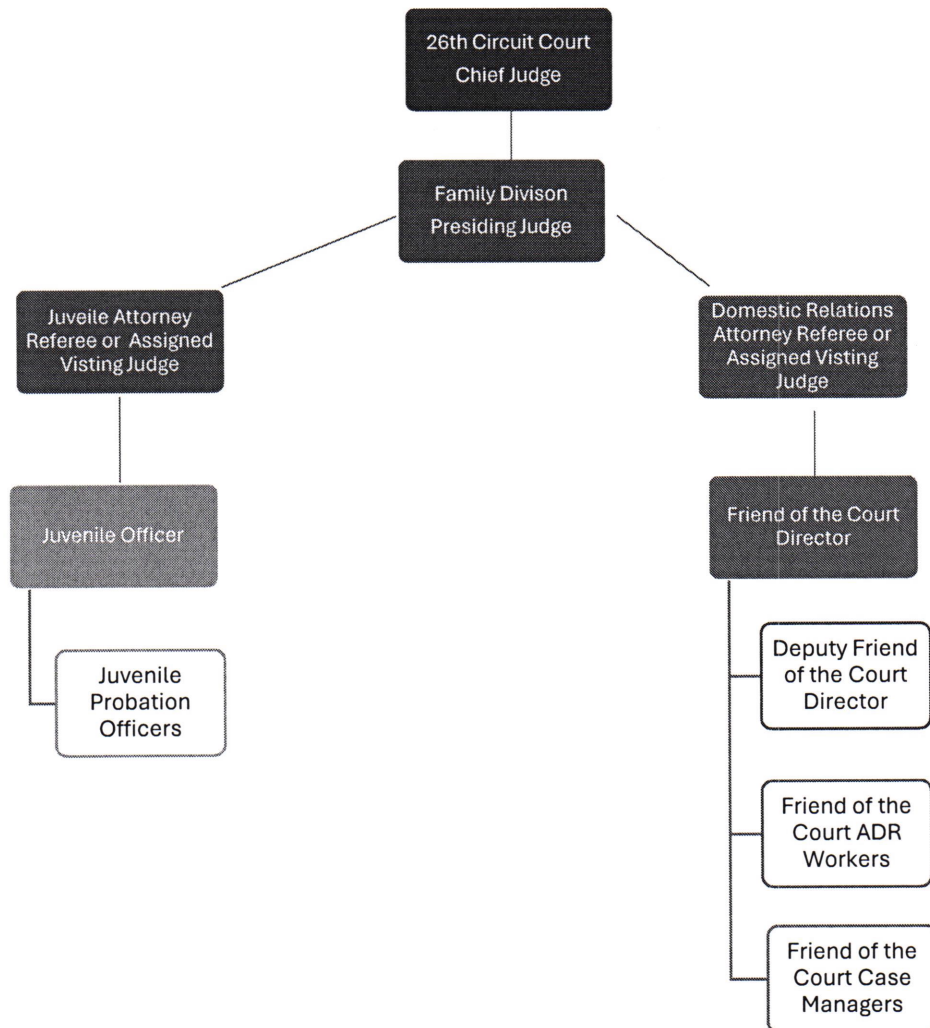 26th Circuit Court
Chief Judge
Family Divison
Presiding Judge
Juveile Attorney
Referee or Assigned
Visting Judge
Domestic Relations
Attorney Referee or
Assigned Visting
Judge
Juvenile Officer
Friend of the Court
Director
Juvenile
Probation
Officers
Deputy Friend
of the Court
Director
Friend of the
Court ADR
Workers
Friend of the
Court Case
Managers